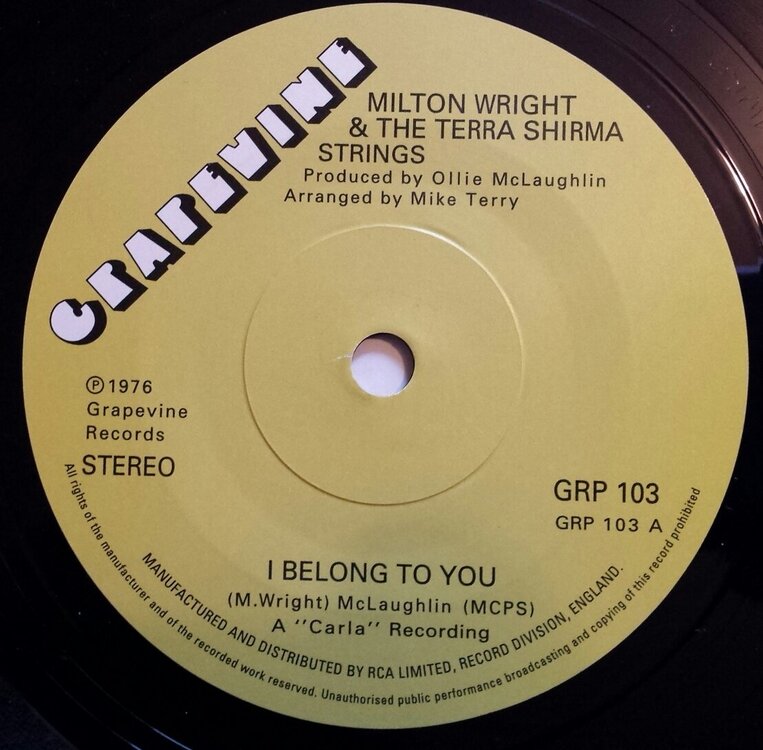 GRAPEVINE
MILTON WRIGHT
& THE TERRA SHIRMA
STRINGS
Produced by Ollie McLaughlin
Arranged by Mike Terry
℗ 1976
Grapevine
Records
STEREO
GRP 103
GRP 103 A
I BELONG TO YOU
(M.Wright) McLaughlin (MCPS)
A ''Carla'' Recording
MANUFACTURED AND DISTRIBUTED BY RCA LIMITED, RECORD DIVISION, ENGLAND.
All rights of the manufacturer and of the recorded work reserved. Unauthorised public performance broadcasting and copying of this record prohibited